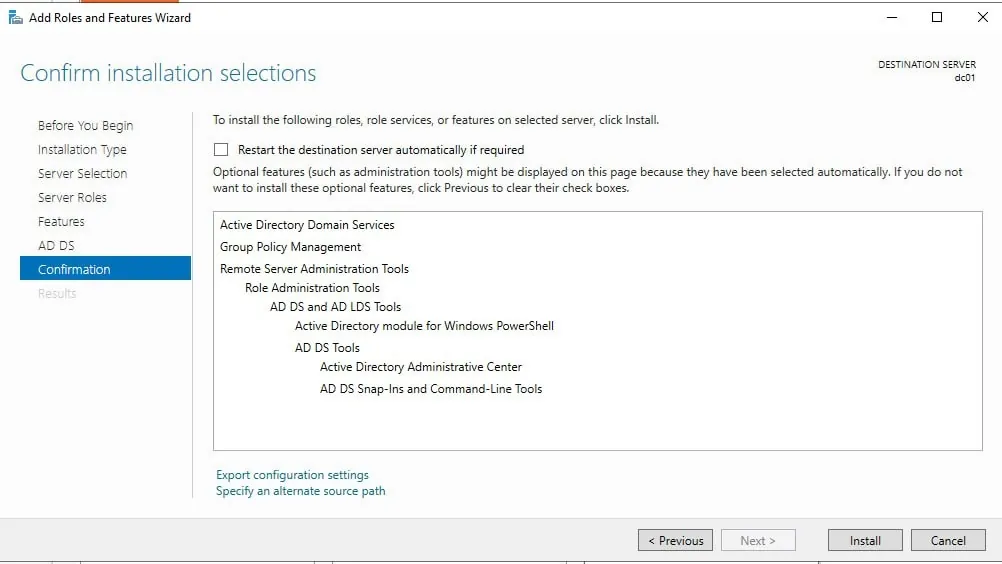 Add Roles and Features Wizard
Confirm installation selections
DESTINATION SERVER
dc01
Before You Begin
Installation Type
Server Selection
Server Roles
Features
AD DS
Confirmation
Results
To install the following roles, role services, or features on selected server, click Install.
Restart the destination server automatically if required
Optional features (such as administration tools) might be displayed on this page because they have been selected automatically. If you do not
want to install these optional features, click Previous to clear their check boxes.
Active Directory Domain Services
Group Policy Management
Remote Server Administration Tools
Role Administration Tools
AD DS and AD LDS Tools
Active Directory module for Windows PowerShell
AD DS Tools
Active Directory Administrative Center
AD DS Snap-Ins and Command-Line Tools
Export configuration settings
Specify an alternate source path
< Previous
Next >
Install
Cancel